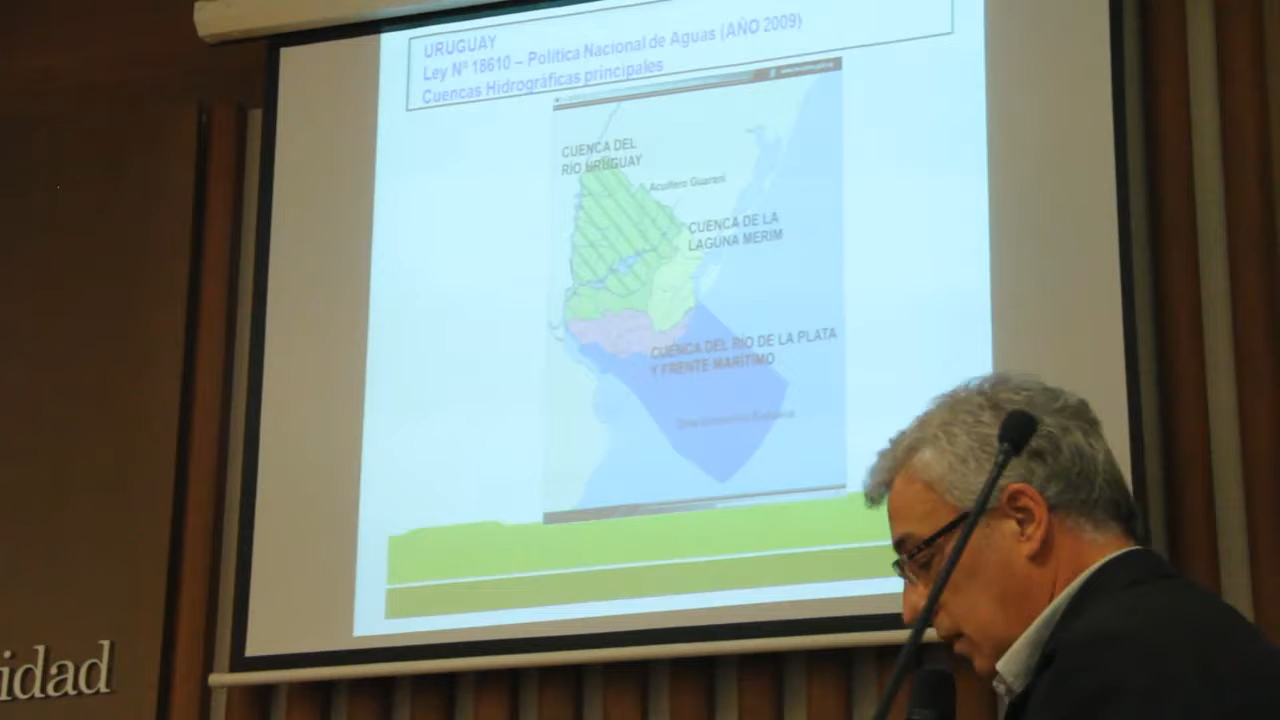 URUGUAY
Ley Nº 18610 – Política Nacional de Aguas (AÑO 2009)
Cuencas Hidrográficas principales
CUENCA DEL
RÍO URUGUAY
Acuífero Guaraní
CUENCA DE LA
LAGUNA MERIM
CUENCA DEL RÍO DE LA PLATA
Y FRENTE MARÍTIMO
idad